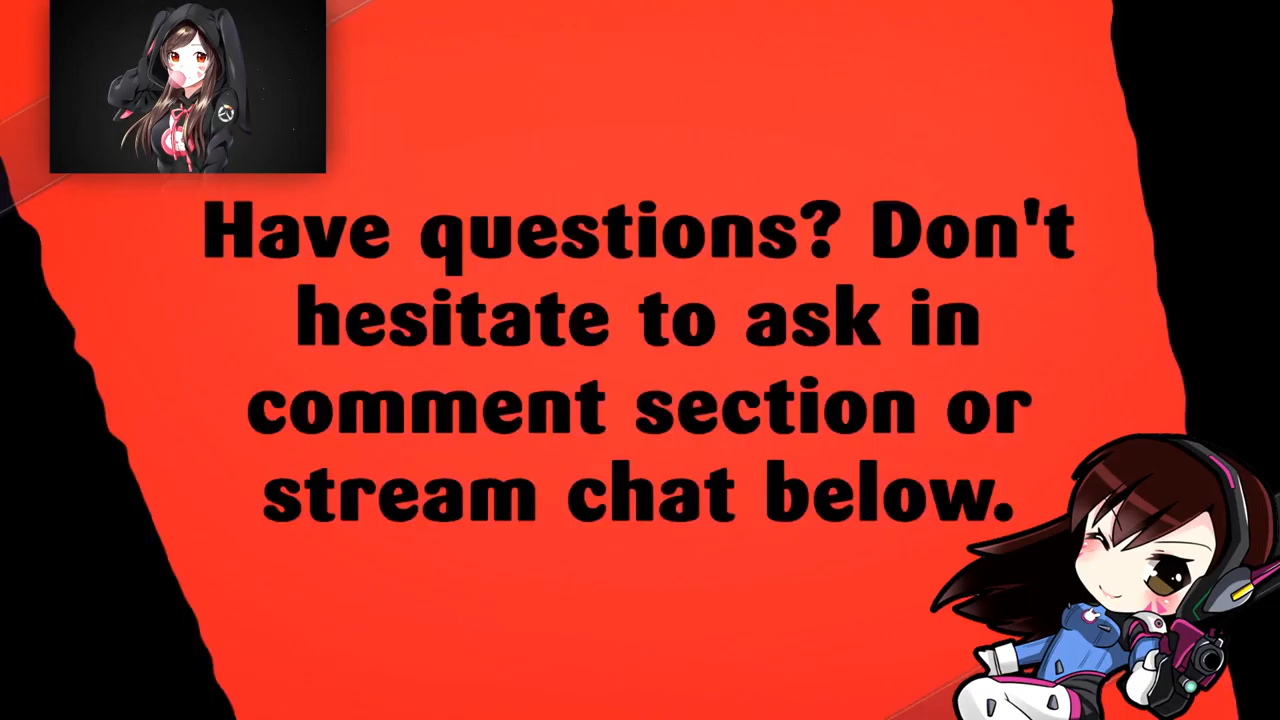 Have questions? Don't
hesitate to ask in
comment section or
stream chat below.